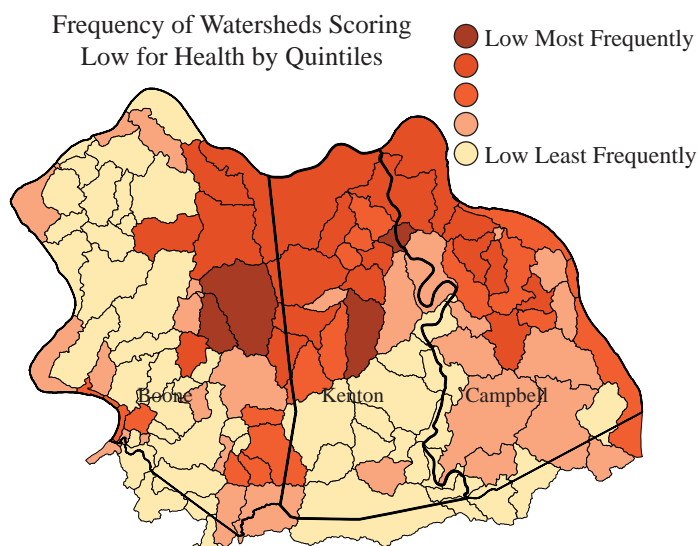 Frequency of Watersheds Scoring
Low for Health by Quintiles
Low Most Frequently
Low Least Frequently
Boone
Kenton
Campbell